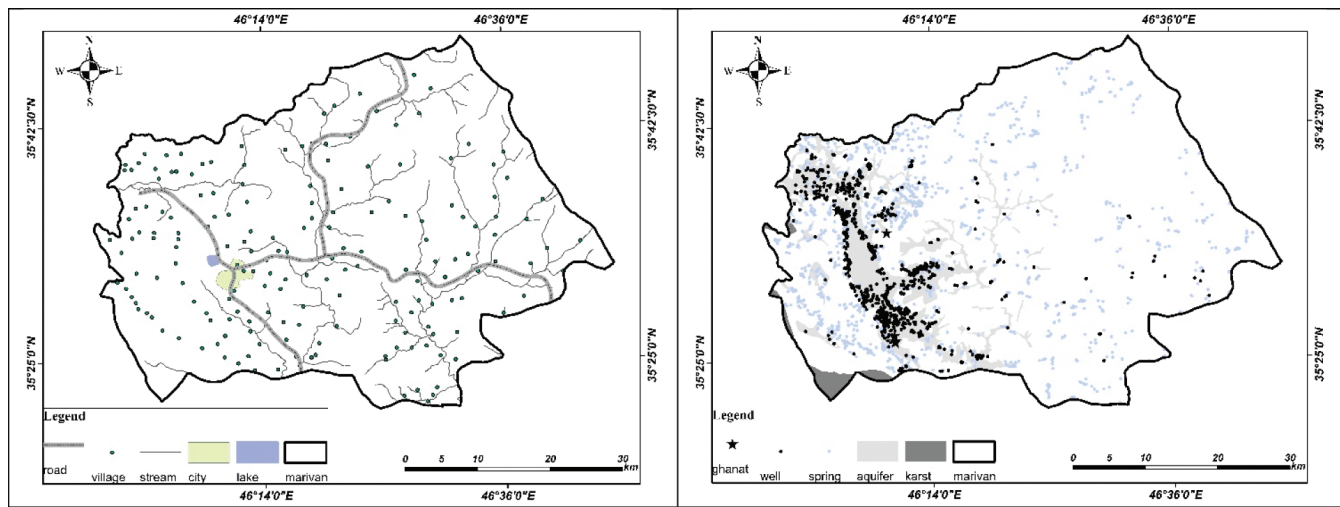 46°14'0"E 46°36'0"E
N
W E
S
35°42'30"N 35°42'30"N
35°25'0"N 35°25'0"N
Legend
road village stream city lake marivan
0 5 10 20 30
km
46°14'0"E 46°36'0"E
46°14'0"E 46°36'0"E
N
W E
S
35°42'30"N 35°42'30"N
35°25'0"N 35°25'0"N
Legend
ghanat well spring aquifer karst marivan
0 5 10 20 30
km
46°14'0"E 46°36'0"E